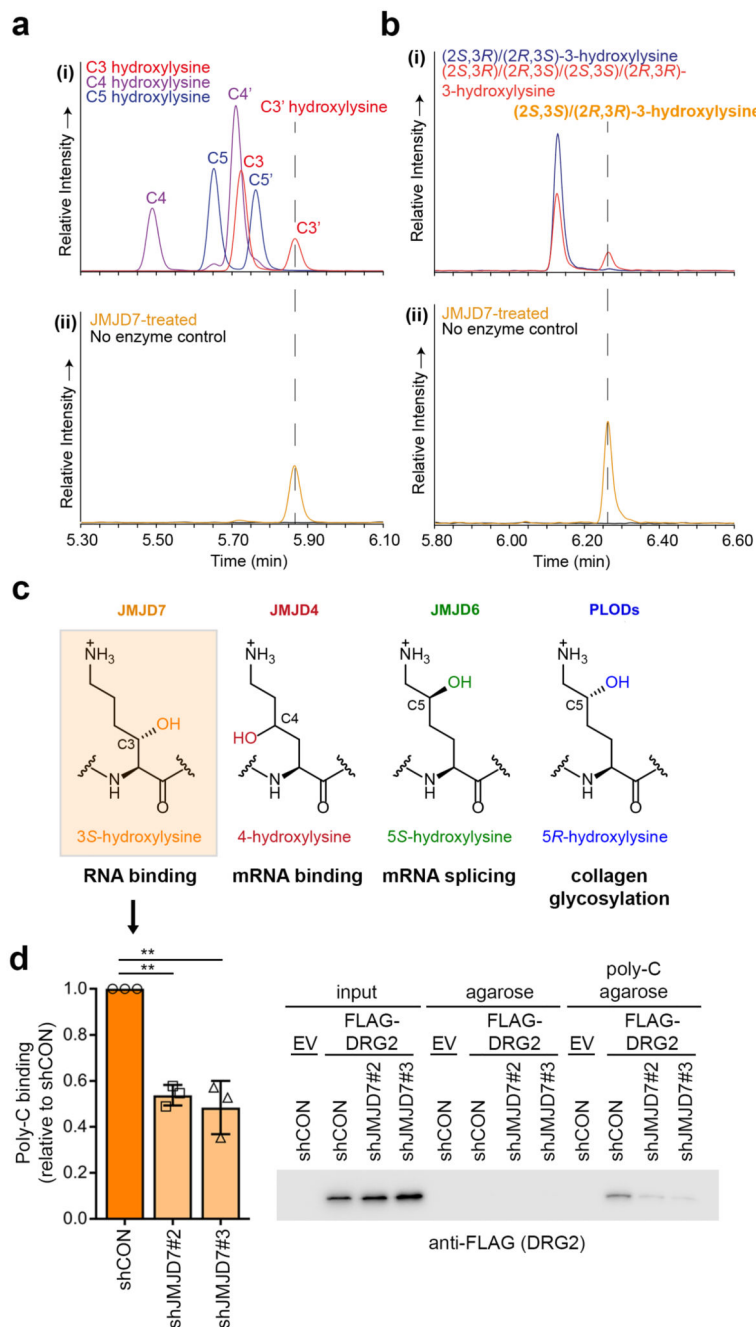 a
(i)
C3 hydroxylysine
C4 hydroxylysine
C5 hydroxylysine
C4'
C3' hydroxylysine
C5
C3
C5'
C4
C3'
Relative Intensity
(ii)
JMJD7-treated
No enzyme control
Relative Intensity
5.30 5.50 5.70 5.90 6.10
Time (min)
b
(i)
(2S,3R)/(2R,3S)-3-hydroxylysine
(2S,3R)/(2R,3S)/(2S,3S)/(2R,3R)-
3-hydroxylysine
(2S,3S)/(2R,3R)-3-hydroxylysine
Relative Intensity
(ii)
JMJD7-treated
No enzyme control
Relative Intensity
5.80 6.00 6.20 6.40 6.60
Time (min)
c
JMJD7 JMJD4 JMJD6 PLODs
+
NH3
OH
C3
N
H
O
3S-hydroxylysine
RNA binding
+
NH3
C4
HO
N
H
O
4-hydroxylysine
mRNA binding
+
NH3
OH
C5
N
H
O
5S-hydroxylysine
mRNA splicing
+
NH3
OH
C5
N
H
O
5R-hydroxylysine
collagen
glycosylation
d
**
**
Poly-C binding
(relative to shCON)
1.0
0.8
0.6
0.4
0.2
0.0
shCON
shJMJD7#2
shJMJD7#3
input agarose poly-C
agarose
EV FLAG-
DRG2
EV FLAG-
DRG2
EV FLAG-
DRG2
shCON
shCON
shJMJD7#2
shJMJD7#3
shCON
shCON
shJMJD7#2
shJMJD7#3
shCON
shCON
shJMJD7#2
shJMJD7#3
anti-FLAG (DRG2)